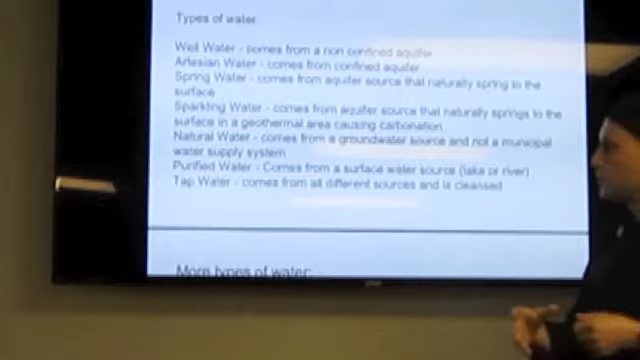 Types of water
Well Water - comes from a non confined aquifer
Artesian Water - comes from confined aquifer
Spring Water - comes from aquifer source that naturally spring to the
surface
Sparkling Water - comes from aquifer source that naturally springs to the
surface in a geothermal area causing carbonation
Natural Water - comes from a groundwater source and not a municipal
water supply system
Purified Water - Comes from a surface water source (lake or river)
Tap Water - comes from all different sources and is cleansed
More types of water: